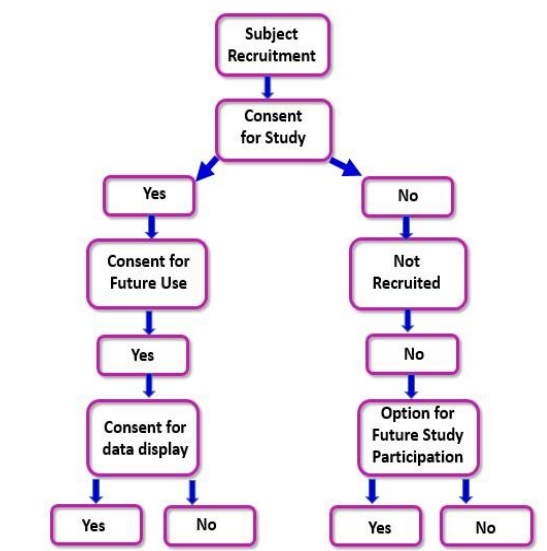 Subject
Recruitment
Consent
for Study
Yes
No
Consent for
Future Use
Not
Recruited
Yes
No
Consent for
data display
Option for
Future Study
Participation
Yes
No
Yes
No